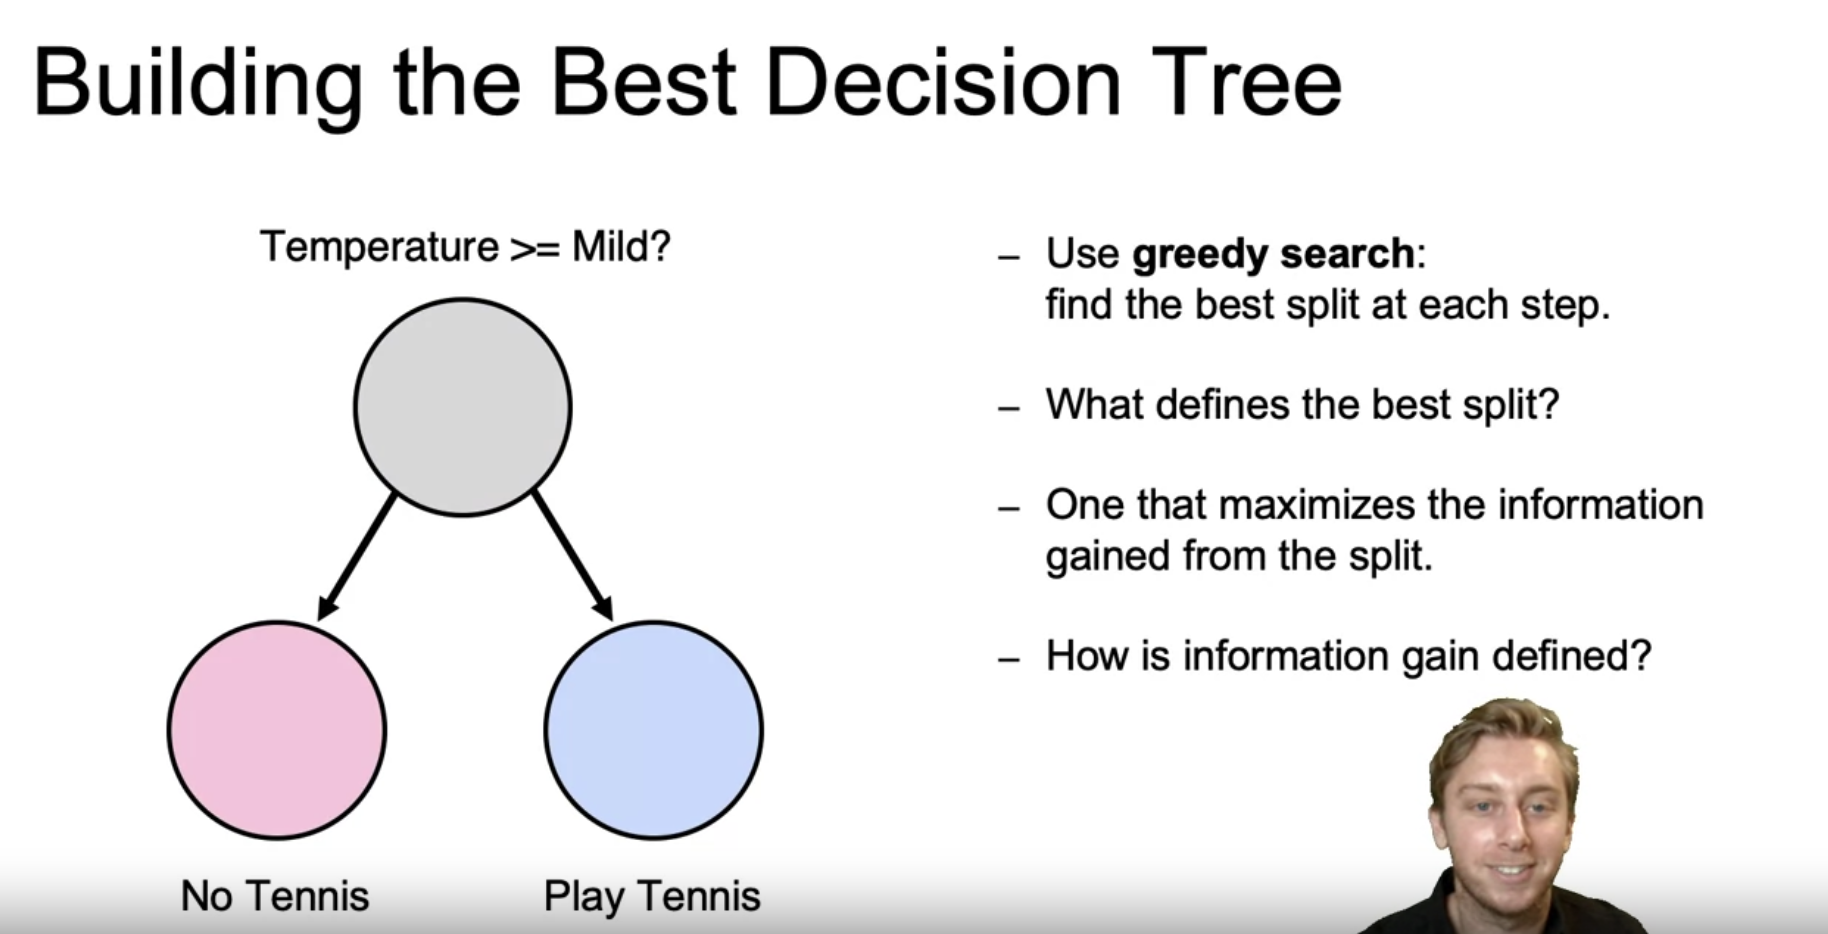 Building the Best Decision Tree
Temperature >= Mild?
No Tennis
Play Tennis
– Use greedy search:
find the best split at each step.
– What defines the best split?
– One that maximizes the information
gained from the split.
– How is information gain defined?